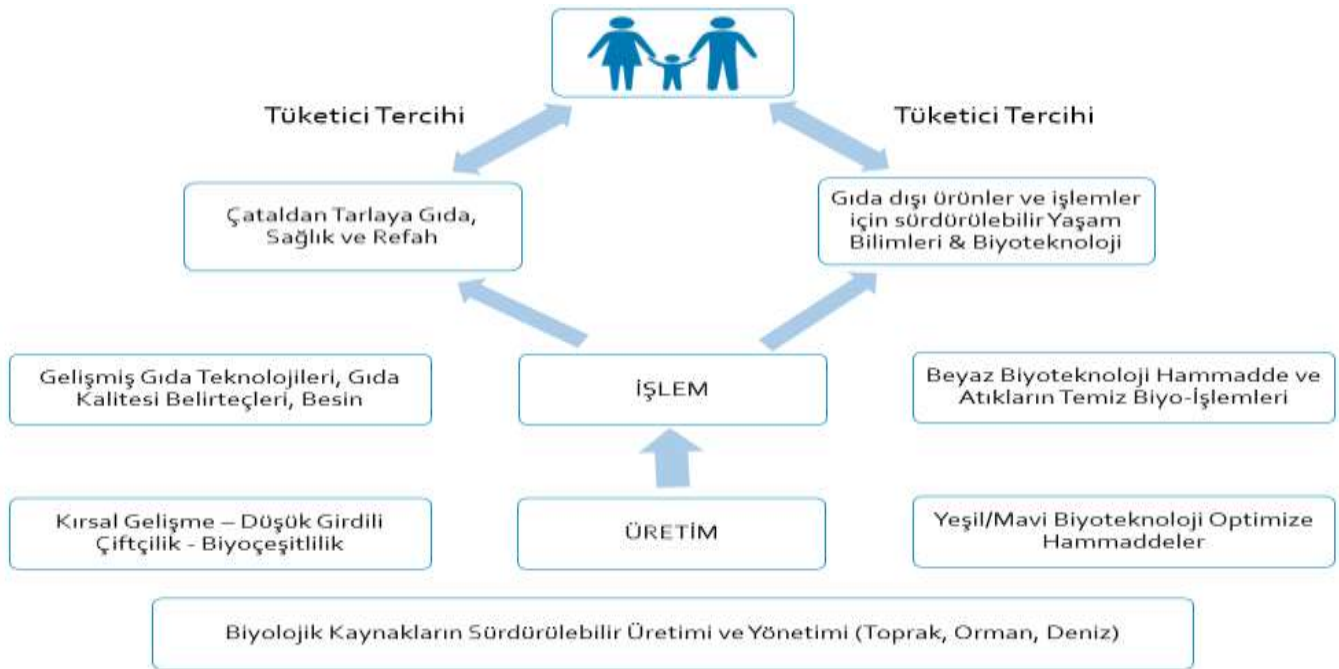 Tüketici Tercihi
Tüketici Tercihi
Çataldan Tarlaya Gıda,
Sağlık ve Refah
Gıda dışı ürünler ve işlemler
için sürdürülebilir Yaşam
Bilimleri & Biyoteknoloji
Gelişmiş Gıda Teknolojileri, Gıda
Kalitesi Belirteçleri, Besin
İŞLEM
Beyaz Biyoteknoloji Hammadde ve
Atıkların Temiz Biyo-İşlemleri
Kırsal Gelişme – Düşük Girdili
Çiftçilik - Biyoçeşitlilik
ÜRETİM
Yeşil/Mavi Biyoteknoloji Optimize
Hammaddeler
Biyolojik Kaynakların Sürdürülebilir Üretimi ve Yönetimi (Toprak, Orman, Deniz)